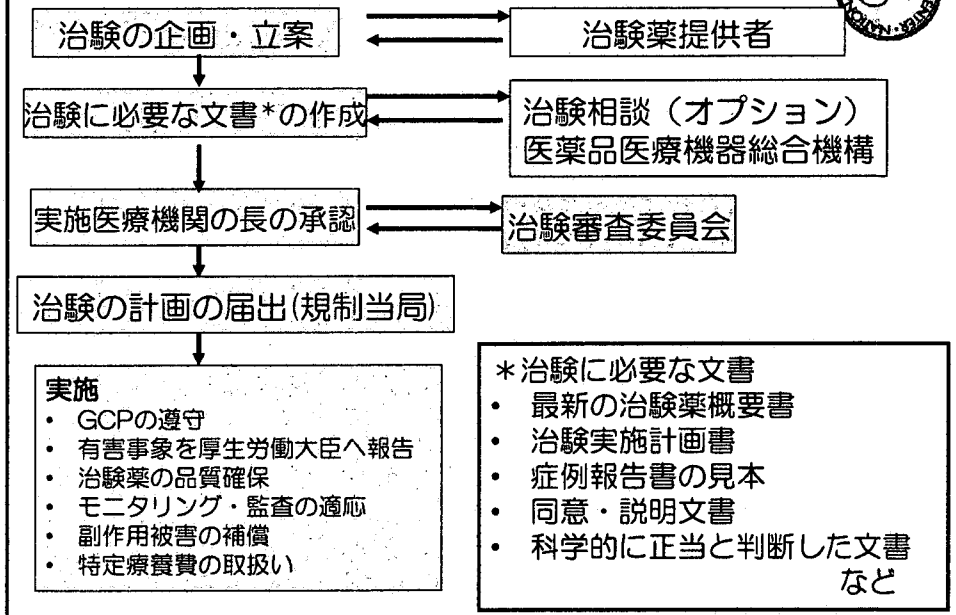 治験の企画・立案
治験薬提供者
治験に必要な文書*の作成
治験相談（オプション）
医薬品医療機器総合機構
実施医療機関の長の承認
治験審査委員会
治験の計画の届出(規制当局)
実施
・ GCPの遵守
・ 有害事象を厚生労働大臣へ報告
・ 治験薬の品質確保
・ モニタリング・監査の適応
・ 副作用被害の補償
・ 特定療養費の取扱い
＊治験に必要な文書
・ 最新の治験薬概要書
・ 治験実施計画書
・ 症例報告書の見本
・ 同意・説明文書
・ 科学的に正当と判断した文書
など